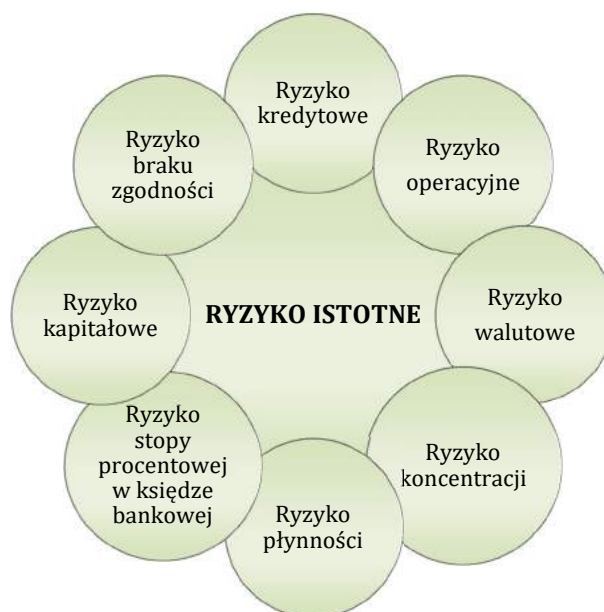 Ryzyko
kredytowe
Ryzyko
operacyjne
Ryzyko
walutowe
Ryzyko
koncentracji
Ryzyko
płynności
Ryzyko
stopy
procentowej
w księdze
bankowej
Ryzyko
kapitałowe
Ryzyko
braku
zgodności
RYZYKO ISTOTNE